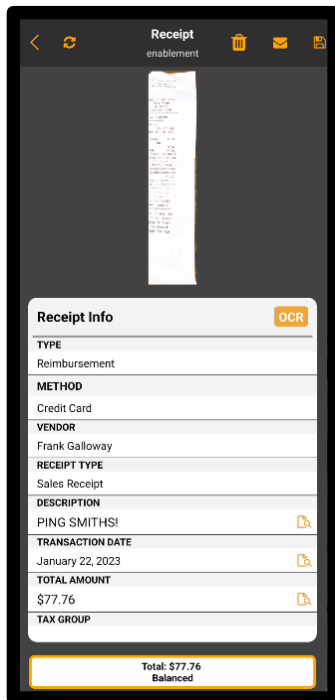 Receipt
enablement
Receipt Info
OCR
TYPE
Reimbursement
METHOD
Credit Card
VENDOR
Frank Galloway
RECEIPT TYPE
Sales Receipt
DESCRIPTION
PING SMITHS!
TRANSACTION DATE
January 22, 2023
TOTAL AMOUNT
$77.76
TAX GROUP
Total: $77.76
Balanced